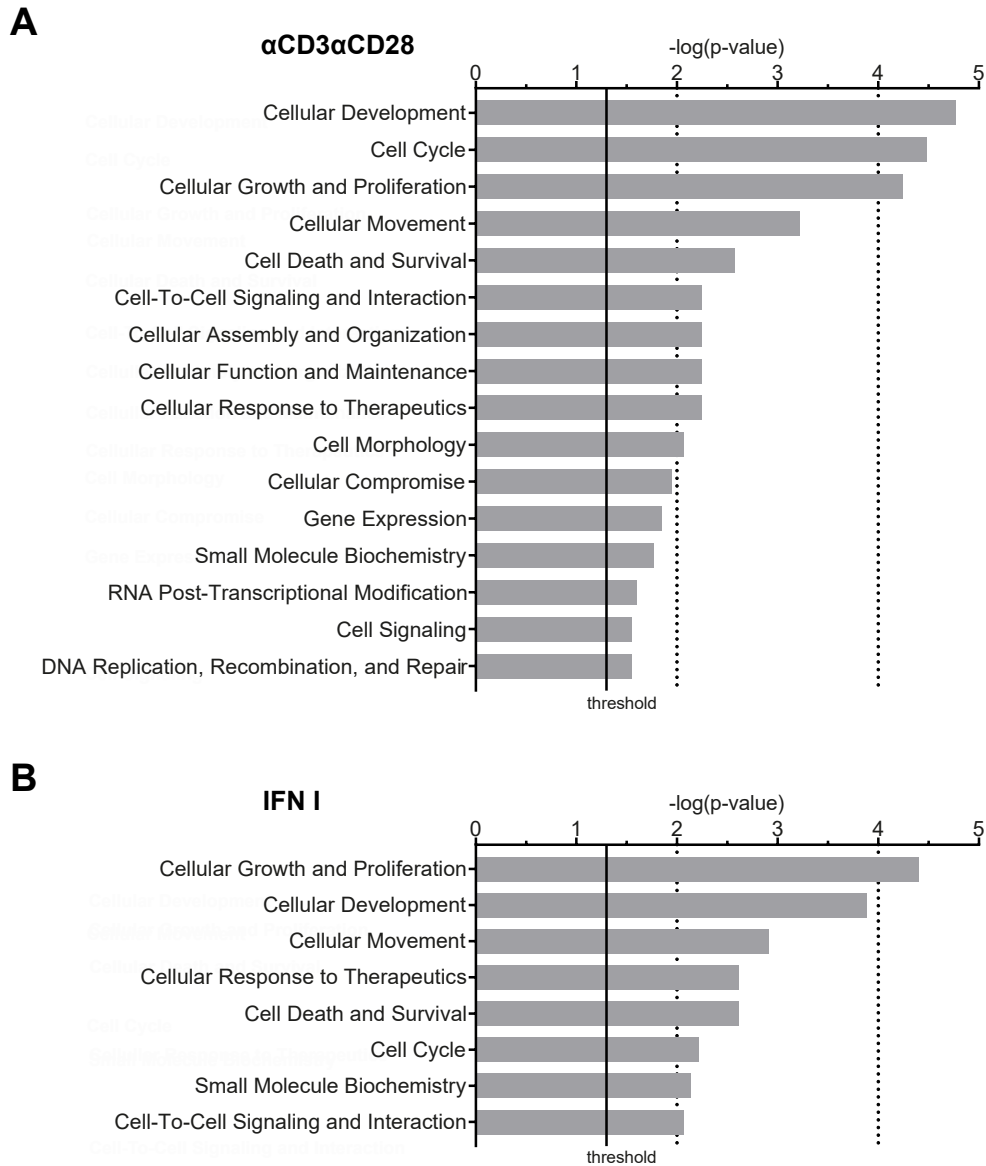 A
αCD3αCD28
-log(p-value)
0 1 2 3 4 5
Cellular Development
Cell Cycle
Cellular Growth and Proliferation
Cellular Movement
Cell Death and Survival
Cell-To-Cell Signaling and Interaction
Cellular Assembly and Organization
Cellular Function and Maintenance
Cellular Response to Therapeutics
Cell Morphology
Cellular Compromise
Gene Expression
Small Molecule Biochemistry
RNA Post-Transcriptional Modification
Cell Signaling
DNA Replication, Recombination, and Repair
threshold
B
IFN I
-log(p-value)
0 1 2 3 4 5
Cellular Growth and Proliferation
Cellular Development
Cellular Movement
Cellular Response to Therapeutics
Cell Death and Survival
Cell Cycle
Small Molecule Biochemistry
Cell-To-Cell Signaling and Interaction
threshold